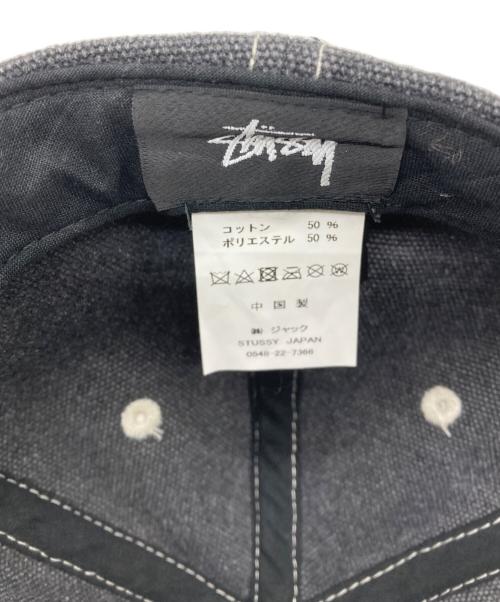 Stüssy
コットン 50 %
ポリエステル 50 %
中国製
㈱ ジャック
STUSSY JAPAN
0548-22-7366